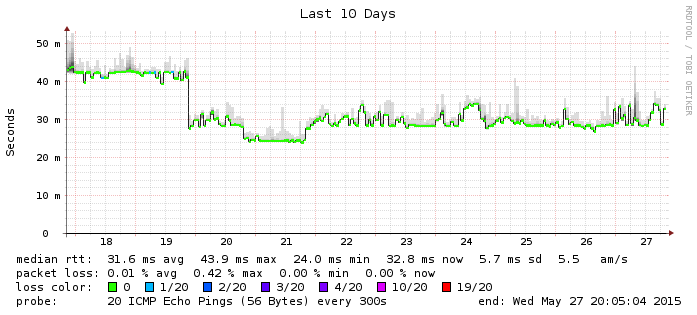 Last 10 Days
RRDTOOL / TOBI OETIKER
Seconds
50 m
40 m
30 m
20 m
10 m
0
18 19 20 21 22 23 24 25 26 27
median rtt: 31.6 ms avg 43.9 ms max 24.0 ms min 32.8 ms now 5.7 ms sd 5.5 am/s
packet loss: 0.01 % avg 0.42 % max 0.00 % min 0.00 % now
loss color: 0 1/20 2/20 3/20 4/20 10/20 19/20
probe: 20 ICMP Echo Pings (56 Bytes) every 300s end: Wed May 27 20:05:04 2015